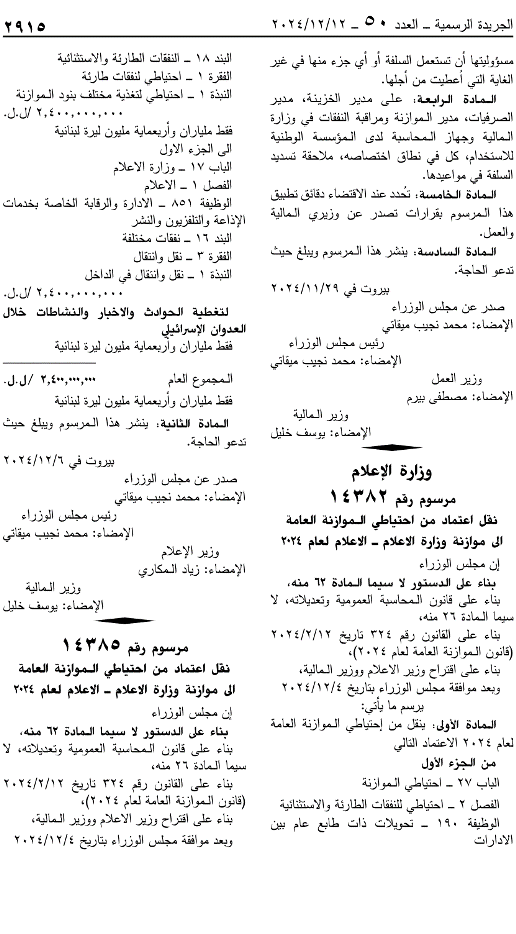 الجريدة الرسمية ــ العدد ٥٠ ــ ٢٠٢٤/١٢/١٢
٢٩١٥
مسؤوليتها أن تستعمل السلفة أو أي جزء منها في غير
الغاية التي أعطيت من أجلها.
المادة الرابعة: على مدير الخزينة، مدير
الصرفيات، مدير الموازنة ومراقبة النفقات في وزارة
المالية وجهاز المحاسبة لدى المؤسسة الوطنية
للاستخدام، كل في نطاق اختصاصه، ملاحقة تسديد
السلفة في مواعيدها.
المادة الخامسة: تُحدد عند الاقتضاء دقائق تطبيق
هذا المرسوم بقرارات تصدر عن وزيري المالية
والعمل.
المادة السادسة: ينشر هذا المرسوم ويبلغ حيث
تدعو الحاجة.
بيروت في ٢٠٢٤/١١/٢٩
صدر عن مجلس الوزراء
الإمضاء: محمد نجيب ميقاتي
رئيس مجلس الوزراء
الإمضاء: محمد نجيب ميقاتي
وزير العمل
الإمضاء: مصطفى بيرم
وزير المالية
الإمضاء: يوسف خليل
وزارة الإعلام
مرسوم رقم ١٤٣٨٢
نقل اعتماد من احتياطي الموازنة العامة
الى موازنة وزارة الاعلام ــ الاعلام لعام ٢٠٢٤
إن مجلس الوزراء
بناء على الدستور لا سيما المادة ٦٢ منه،
بناء على قانون المحاسبة العمومية وتعديلاته، لا
سيما المادة ٢٦ منه،
بناء على القانون رقم ٣٢٤ تاريخ ٢٠٢٤/٢/١٢
(قانون الموازنة العامة لعام ٢٠٢٤)،
بناء على اقتراح وزير الاعلام ووزير المالية،
وبعد موافقة مجلس الوزراء بتاريخ ٢٠٢٤/١٢/٤
يرسم ما يأتي:
المادة الأولى: ينقل من إحتياطي الموازنة العامة
لعام ٢٠٢٤ الاعتماد التالي
من الجزء الأول
الباب ٢٧ ــ احتياطي الموازنة
الفصل ٢ ــ احتياطي للنفقات الطارئة والاستثنائية
الوظيفة ١٩٠ ــ تحويلات ذات طابع عام بين
الادارات
البند ١٨ ــ النفقات الطارئة والاستثنائية
الفقرة ١ ــ احتياطي لنفقات طارئة
النبذة ١ ــ احتياطي لتغذية مختلف بنود الموازنة
٢,٤٠٠,٠٠٠,٠٠٠ /ل.ل.
فقط ملياران وأربعماية مليون ليرة لبنانية
الى الجزء الاول
الباب ١٧ ــ وزارة الاعلام
الفصل ١ ــ الاعلام
الوظيفة ٨٥١ ــ الادارة والرقابة الخاصة بخدمات
الإذاعة والتلفزيون والنشر
البند ١٦ ــ نفقات مختلفة
الفقرة ٣ ــ نقل وانتقال
النبذة ١ ــ نقل وانتقال في الداخل
٢,٤٠٠,٠٠٠,٠٠٠ /ل.ل.
لتغطية الحوادث والاخبار والنشاطات خلال
العدوان الإسرائيلي
فقط ملياران وأربعماية مليون ليرة لبنانية
المجموع العام ٢,٤٠٠,٠٠٠,٠٠٠ /ل.ل.
فقط ملياران وأربعماية مليون ليرة لبنانية
المادة الثانية: ينشر هذا المرسوم ويبلغ حيث
تدعو الحاجة.
بيروت في ٢٠٢٤/١٢/٦
صدر عن مجلس الوزراء
الإمضاء: محمد نجيب ميقاتي
رئيس مجلس الوزراء
الإمضاء: محمد نجيب ميقاتي
وزير الإعلام
الإمضاء: زياد المكاري
وزير المالية
الإمضاء: يوسف خليل
مرسوم رقم ١٤٣٨٥
نقل اعتماد من احتياطي الموازنة العامة
الى موازنة وزارة الاعلام ــ الاعلام لعام ٢٠٢٤
إن مجلس الوزراء
بناء على الدستور لا سيما المادة ٦٢ منه،
بناء على قانون المحاسبة العمومية وتعديلاته، لا
سيما المادة ٢٦ منه،
بناء على القانون رقم ٣٢٤ تاريخ ٢٠٢٤/٢/١٢
(قانون الموازنة العامة لعام ٢٠٢٤)،
بناء على اقتراح وزير الاعلام ووزير المالية،
وبعد موافقة مجلس الوزراء بتاريخ ٢٠٢٤/١٢/٤